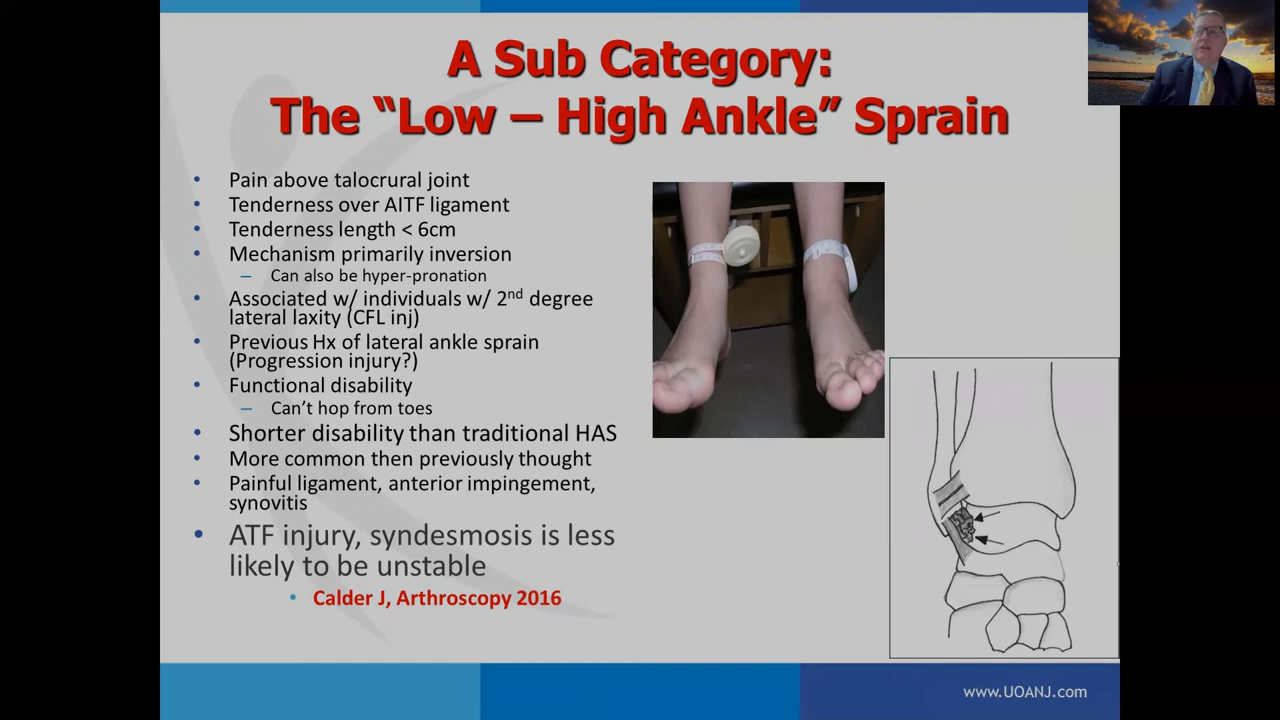 A Sub Category:
The “Low – High Ankle” Sprain
• Pain above talocrural joint
• Tenderness over AITF ligament
• Tenderness length < 6cm
• Mechanism primarily inversion
– Can also be hyper-pronation
• Associated w/ individuals w/ 2nd degree
lateral laxity (CFL inj)
• Previous Hx of lateral ankle sprain
(Progression injury?)
• Functional disability
– Can’t hop from toes
• Shorter disability than traditional HAS
• More common then previously thought
• Painful ligament, anterior impingement,
synovitis
• ATF injury, syndesmosis is less
likely to be unstable
• Calder J, Arthroscopy 2016
www.UOANJ.com